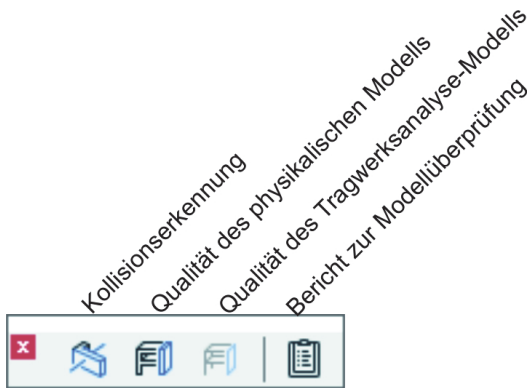 Kollisionserkennung
Qualität des physikalischen Modells
Qualität des Tragwerksanalyse-Modells
Bericht zur Modellüberprüfung
x